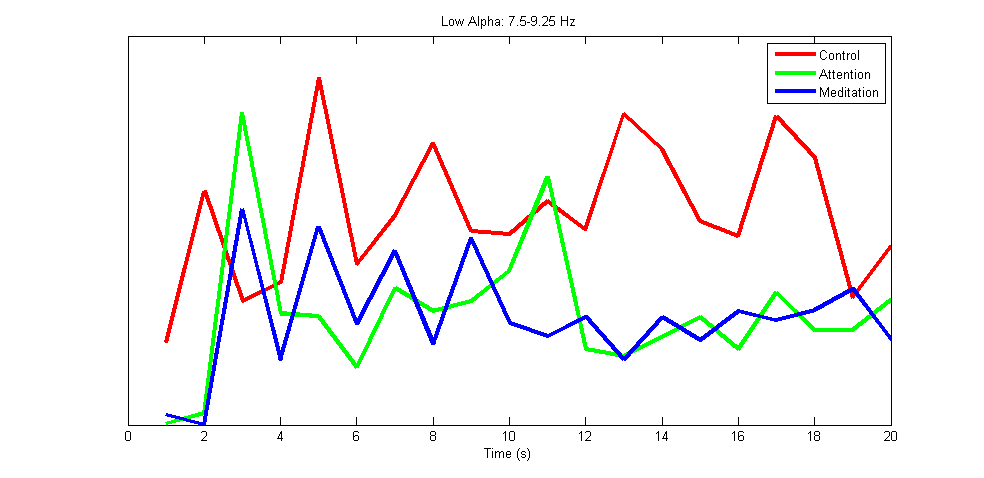 Low Alpha: 7.5-9.25 Hz
Control
Attention
Meditation
0 2 4 6 8 10 12 14 16 18 20
Time (s)